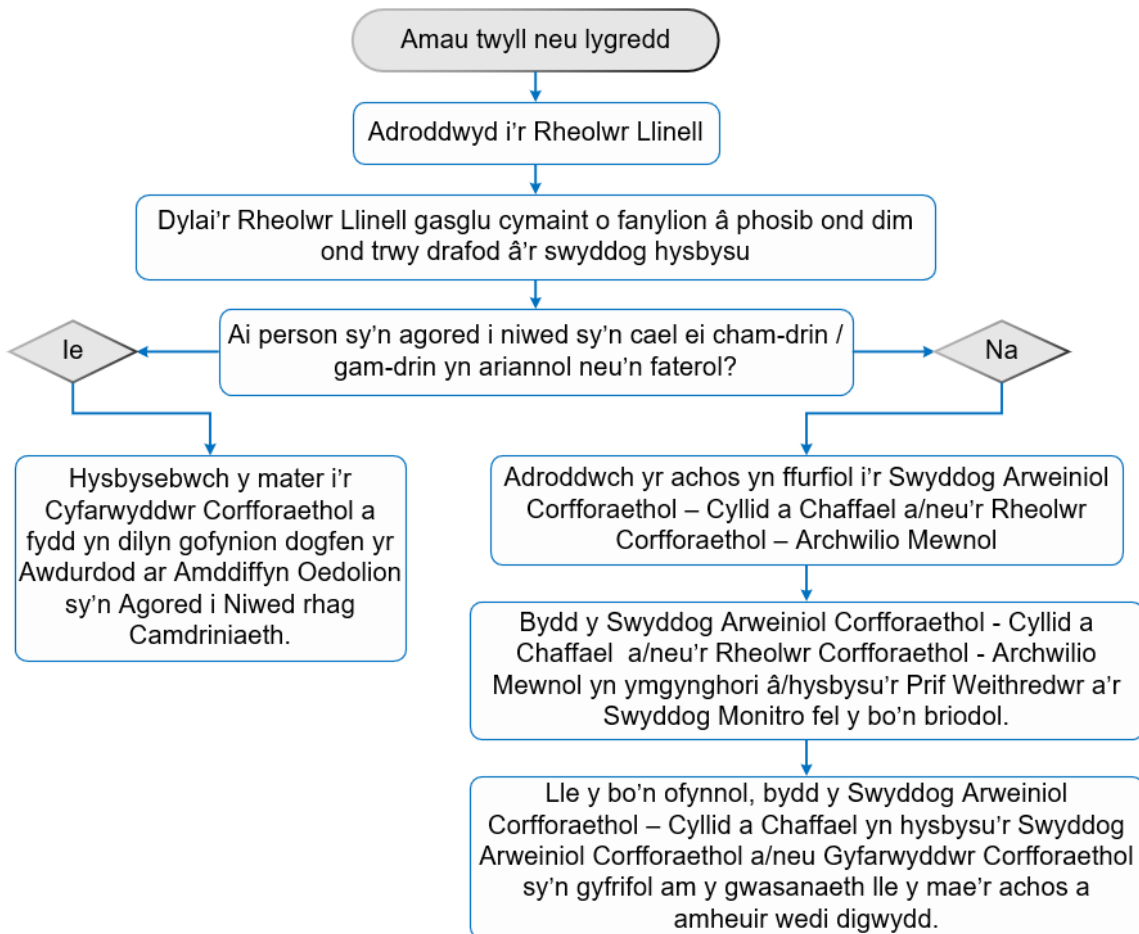 Amau twyll neu lygredd
Adroddwyd i'r Rheolwr Llinell
Dylai'r Rheolwr Llinell gasglu cymaint o fanylion â phosib ond dim
ond trwy drafod â'r swyddog hysbysu
Ai person sy'n agored i niwed sy'n cael ei cham-drin /
gam-drin yn ariannol neu'n faterol?
Ie
Na
Hysbysebwch y mater i'r
Cyfarwyddwr Corfforaethol a
fydd yn dilyn gofynion dogfen yr
Awdurdod ar Amddiffyn Oedolion
sy'n Agored i Niwed rhag
Camdriniaeth.
Adroddwch yr achos yn ffurfiol i'r Swyddog Arweiniol
Corfforaethol – Cyllid a Chaffael a/neu'r Rheolwr
Corfforaethol – Archwilio Mewnol
Bydd y Swyddog Arweiniol Corfforaethol - Cyllid a
Chaffael a/neu'r Rheolwr Corfforaethol - Archwilio
Mewnol yn ymgynghori â/hysbysu'r Prif Weithredwr a'r
Swyddog Monitro fel y bo'n briodol.
Lle y bo'n ofynnol, bydd y Swyddog Arweiniol
Corfforaethol – Cyllid a Chaffael yn hysbysu'r Swyddog
Arweiniol Corfforaethol a/neu Gyfarwyddwr Corfforaethol
sy'n gyfrifol am y gwasanaeth lle y mae'r achos a
amheuir wedi digwydd.